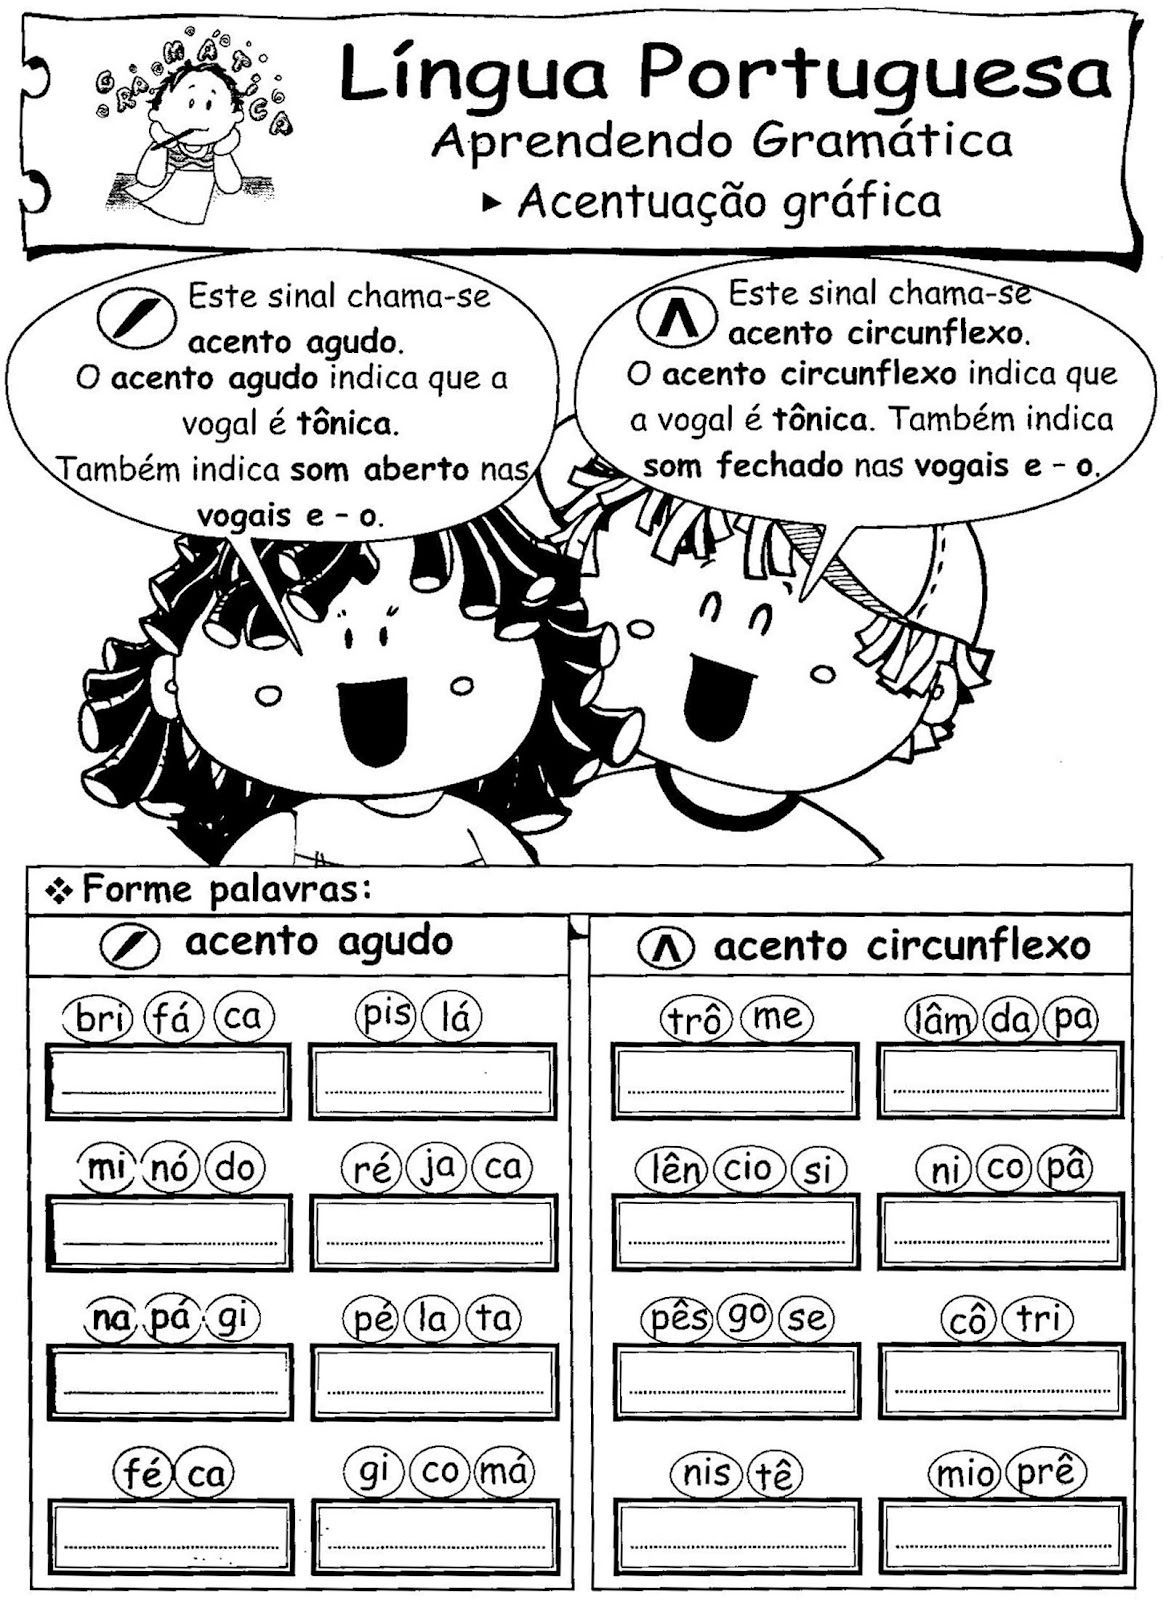 GRAMÁTICA
Língua Portuguesa
Aprendendo Gramática
▸ Acentuação gráfica
Este sinal chama-se
acento agudo.
O acento agudo indica que a
vogal é tônica.
Também indica som aberto nas
vogais e - o.
Este sinal chama-se
acento circunflexo.
O acento circunflexo indica que
a vogal é tônica. Também indica
som fechado nas vogais e - o.
❖ Forme palavras:
acento agudo
bri fá ca
pis lá
mi nó do
ré ja ca
na pá gi
pé la ta
fé ca
gi co má
acento circunflexo
trô me
lâm da pa
lên cio si
ni co pâ
pês go se
cô tri
nis tê
mio prê